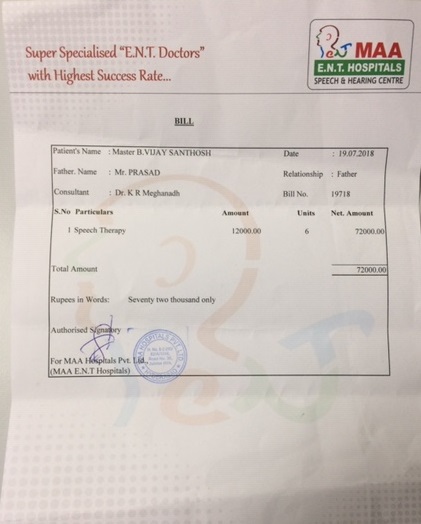 Super Specialised "E.N.T. Doctors"
with Highest Success Rate...
MAA
E.N.T. HOSPITALS
SPEECH & HEARING CENTRE
BILL
Patient's Name : Master B.VIJAY SANTHOSH Date : 19.07.2018
Father. Name : Mr. PRASAD Relationship : Father
Consultant : Dr. K R Meghanadh Bill No. 19718
S.No Particulars Amount Units Net. Amount
1 Speech Therapy 12000.00 6 72000.00
Total Amount 72000.00
Rupees in Words: Seventy two thousand only
Authorised Signatory
For MAA Hospitals Pvt. Ltd.,
(MAA E.N.T Hospitals)